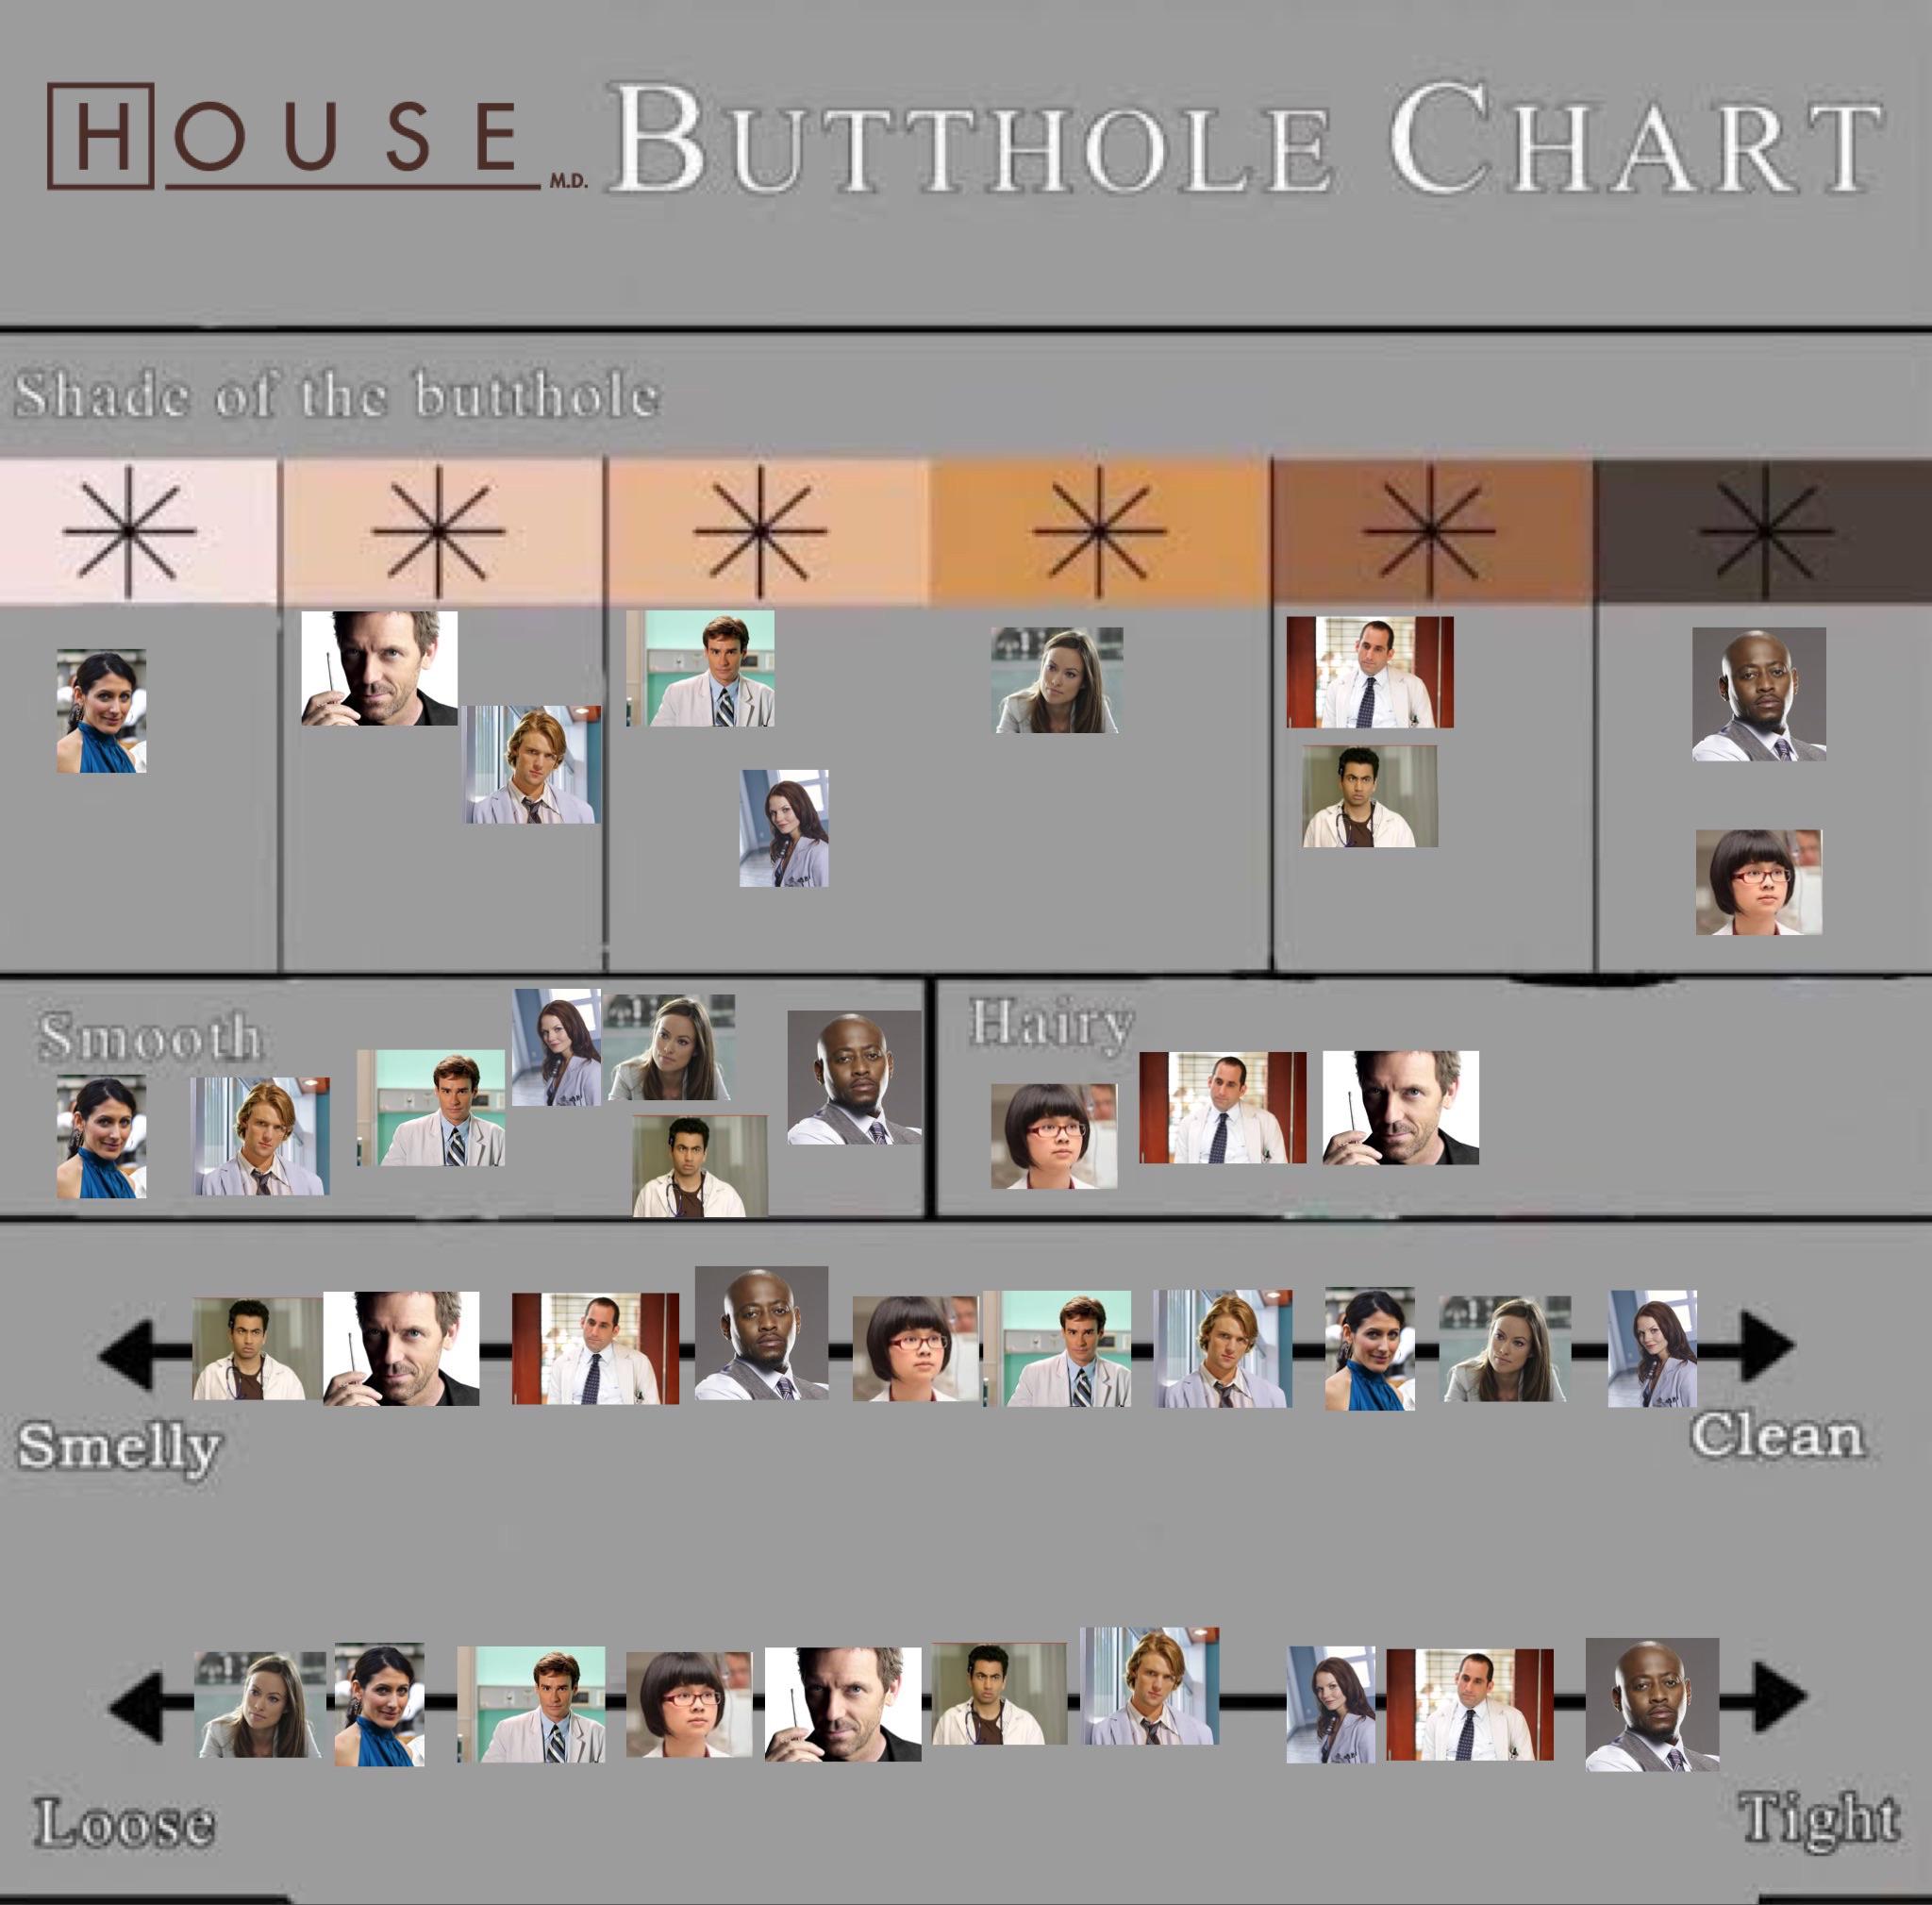 HOUSE M.D. BUTTHOLE CHART
Shade of the butthole
Smooth
Hairy
Smelly
Clean
Loose
Tight